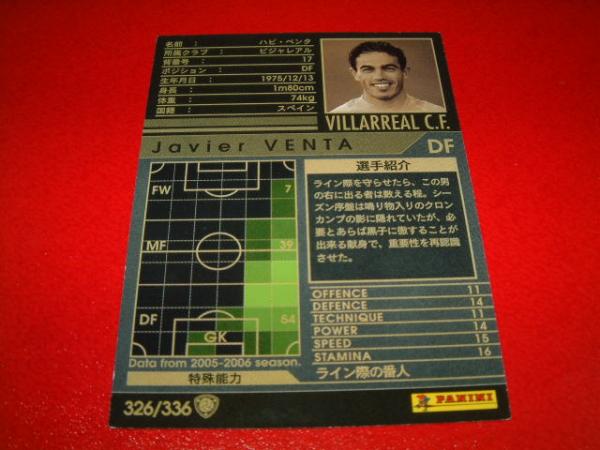 名前 : ハビ・ベンタ
所属クラブ : ビジャレアル
背番号 : 17
ポジション : DF
生年月日 : 1975/12/13
身長 : 1m80cm
体重 : 74kg
国籍 : スペイン
VILLARREAL C.F.
Javier VENTA DF
FW 7
MF 39
DF 54
GK
Data from 2005-2006 season.
特殊能力
選手紹介
ライン際を守らせたら、この男
の右に出る者は数える程。シー
ズン序盤は鳴り物入りのクロン
カンプの影に隠れていたが、必
要とあらば黒子に徹することが
出来る献身で、重要性を再認識
させた。
OFFENCE 11
DEFENCE 14
TECHNIQUE 11
POWER 14
SPEED 15
STAMINA 16
ライン際の番人
326/336
PANINI